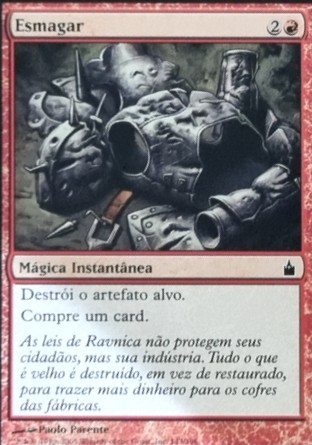 Esmagar 2
Mágica Instantânea
Destrói o artefato alvo.
Compre um card.
As leis de Ravnica não protegem seus
cidadãos, mas sua indústria. Tudo o que
é velho é destruído, em vez de restaurado,
para trazer mais dinheiro para os cofres
das fábricas.
Paolo Parente